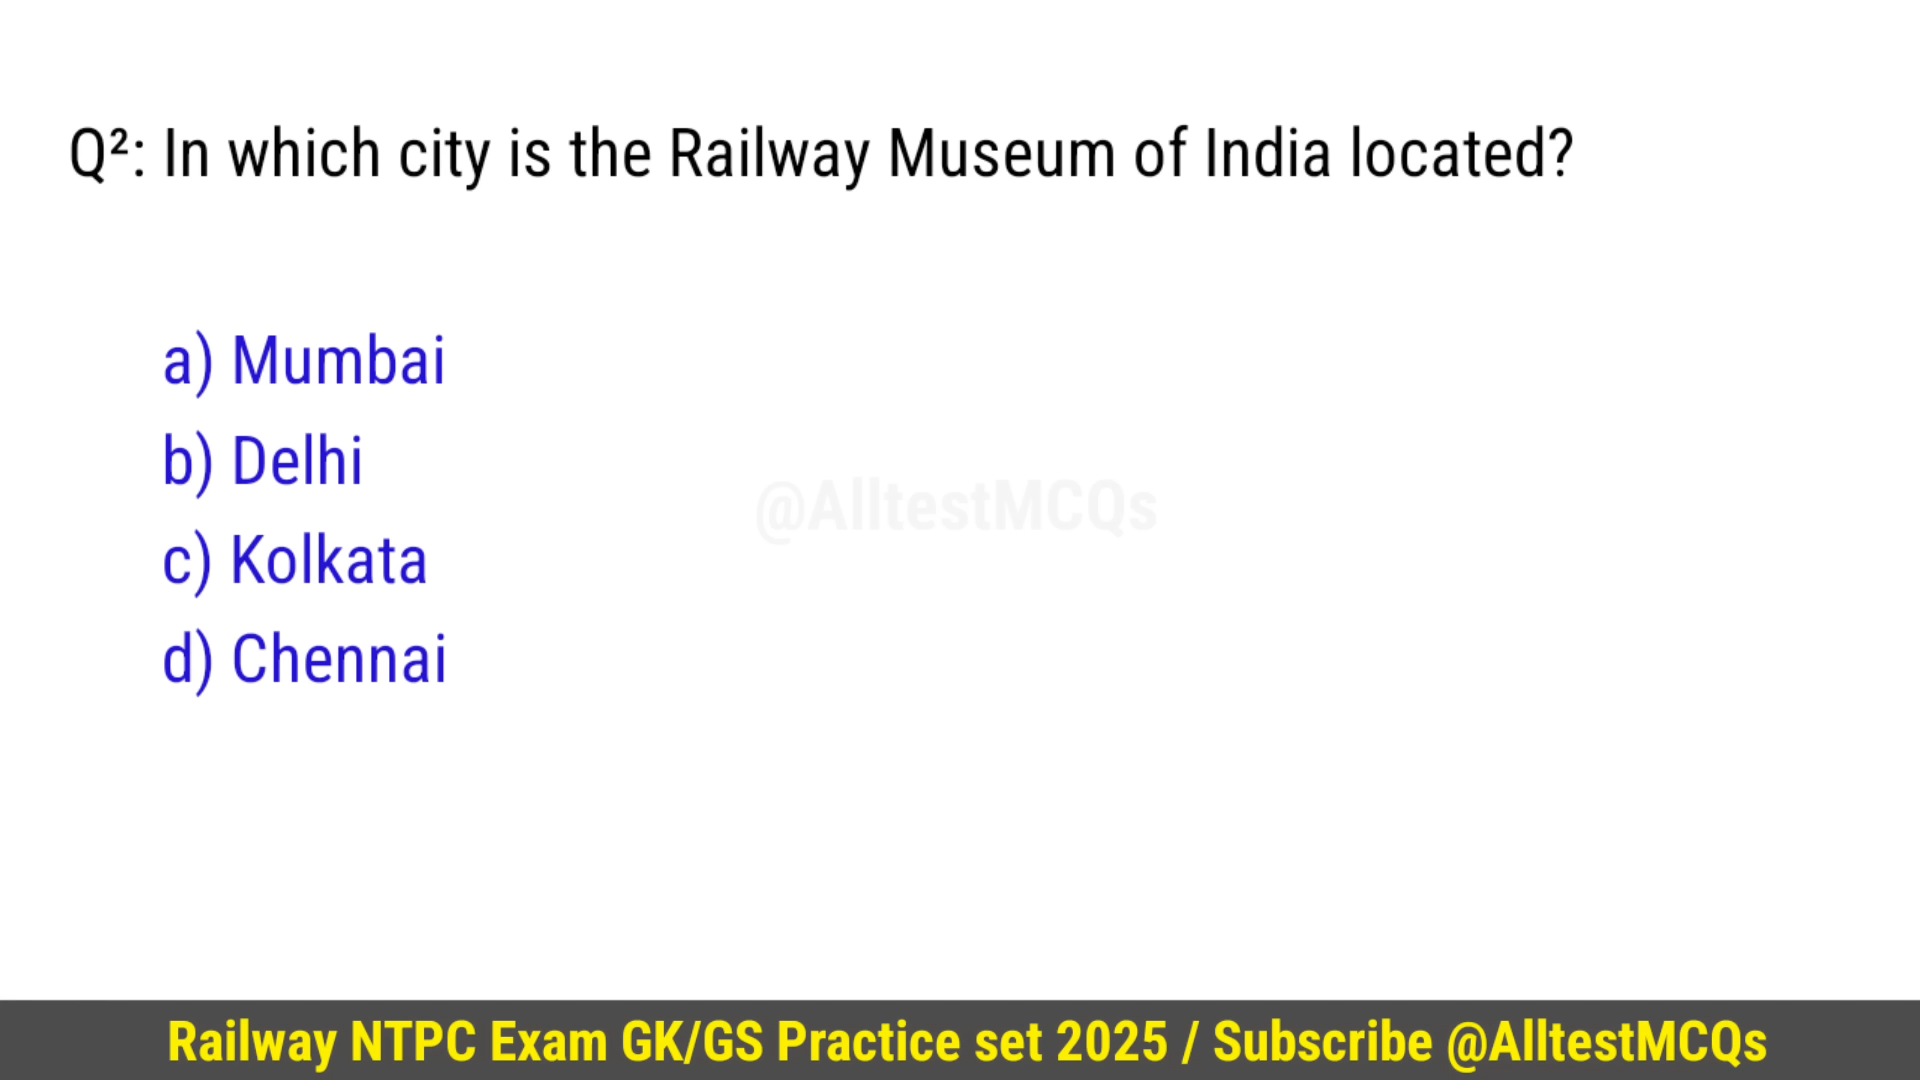 Q²: In which city is the Railway Museum of India located?
a) Mumbai
b) Delhi
@AlltestMCQs
c) Kolkata
d) Chennai
Railway NTPC Exam GK/GS Practice set 2025 / Subscribe @AlltestMCQs